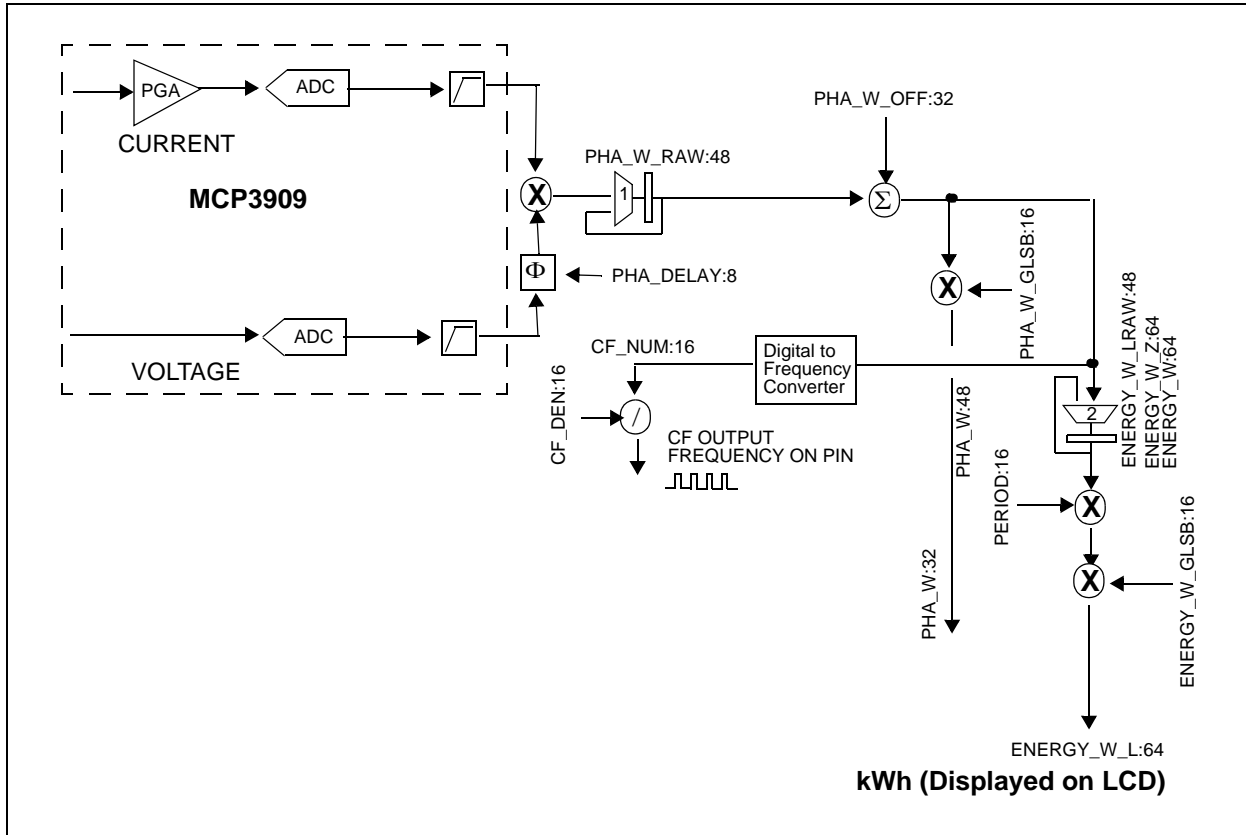 PGA
ADC
CURRENT
MCP3909
ADC
VOLTAGE
X
Φ
PHA_DELAY:8
PHA_W_RAW:48
1
PHA_W_OFF:32
Σ
X
PHA_W_GLSB:16
CF_NUM:16
Digital to
Frequency
Converter
CF_DEN:16
/
CF OUTPUT
FREQUENCY ON PIN
PHA_W:48
PHA_W:32
2
ENERGY_W_LRAW:48
ENERGY_W_Z:64
ENERGY_W:64
PERIOD:16
X
X
ENERGY_W_GLSB:16
ENERGY_W_L:64
kWh (Displayed on LCD)